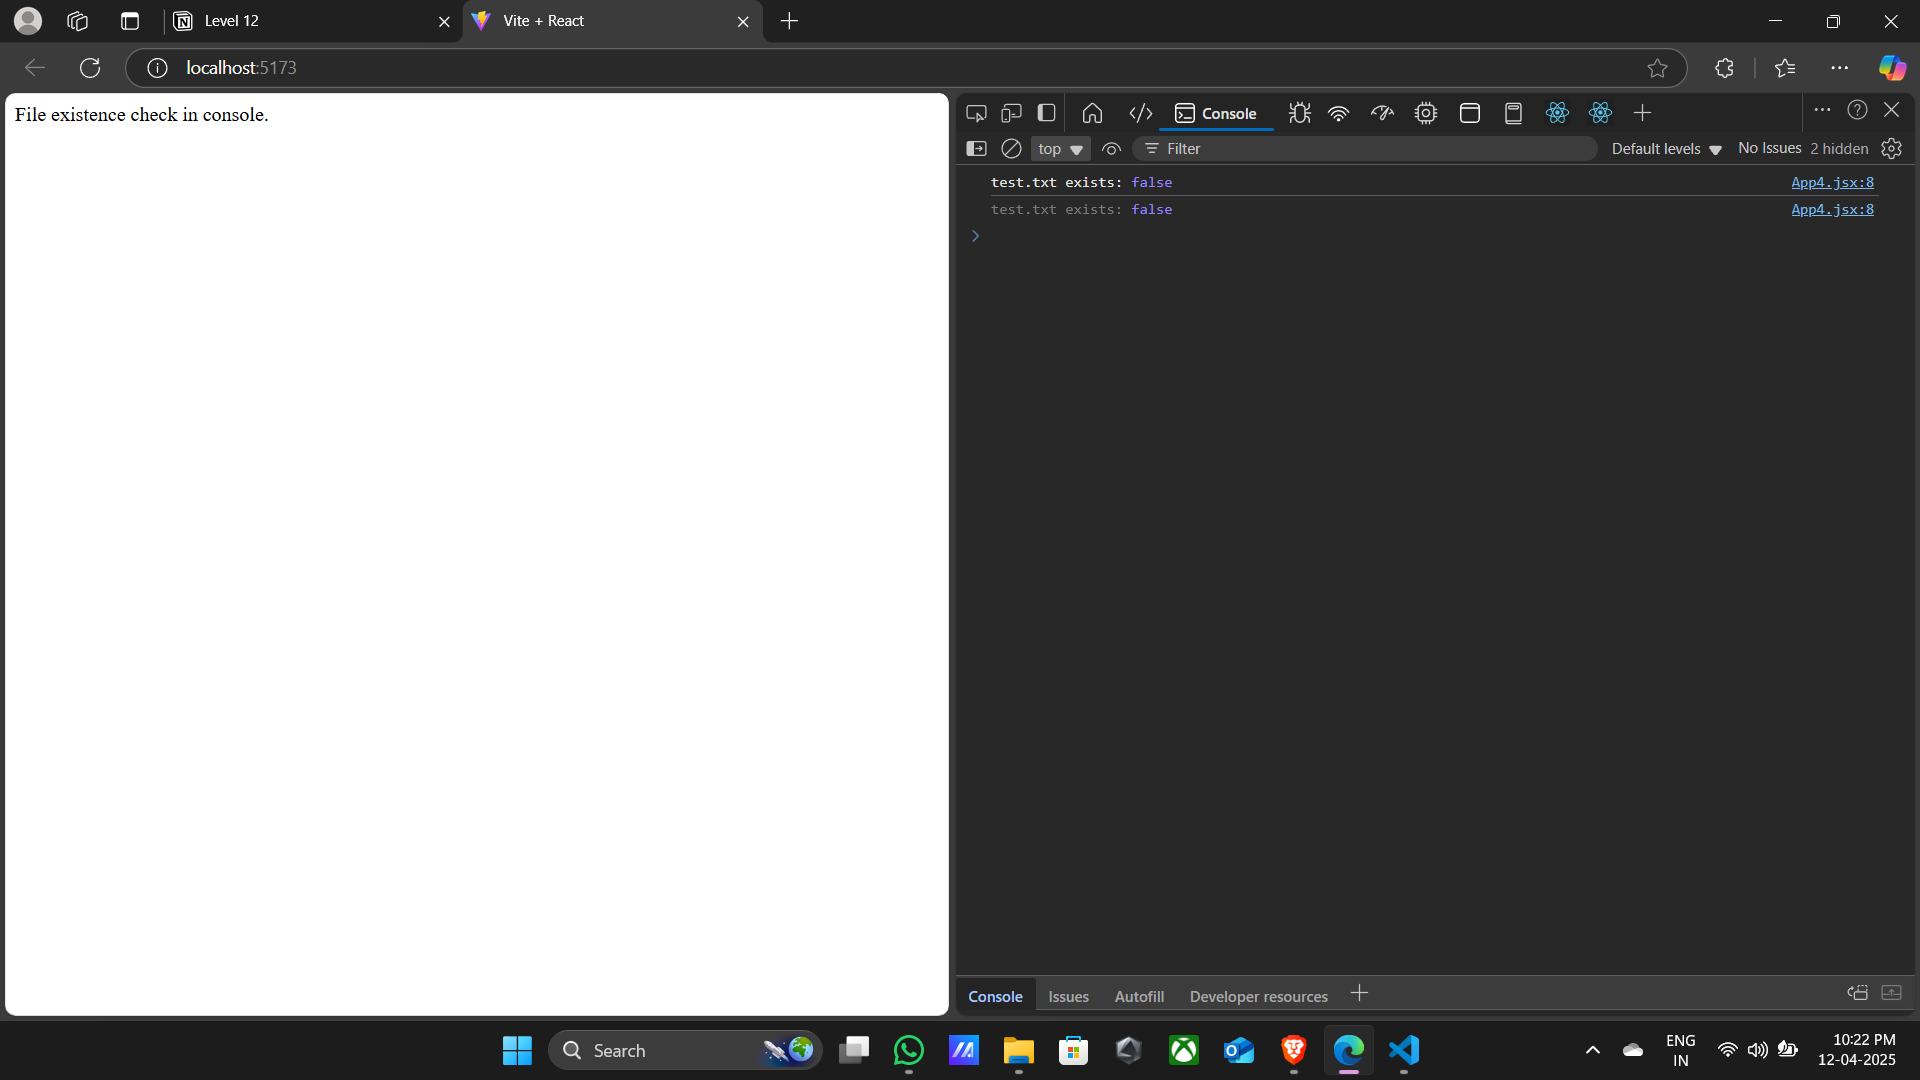 Level 12
Vite + React
localhost:5173
File existence check in console.
Console
top
Filter
Default levels
No Issues
2 hidden
test.txt exists: false
App4.jsx:8
test.txt exists: false
App4.jsx:8
Console
Issues
Autofill
Developer resources
Search
ENG
IN
10:22 PM
12-04-2025